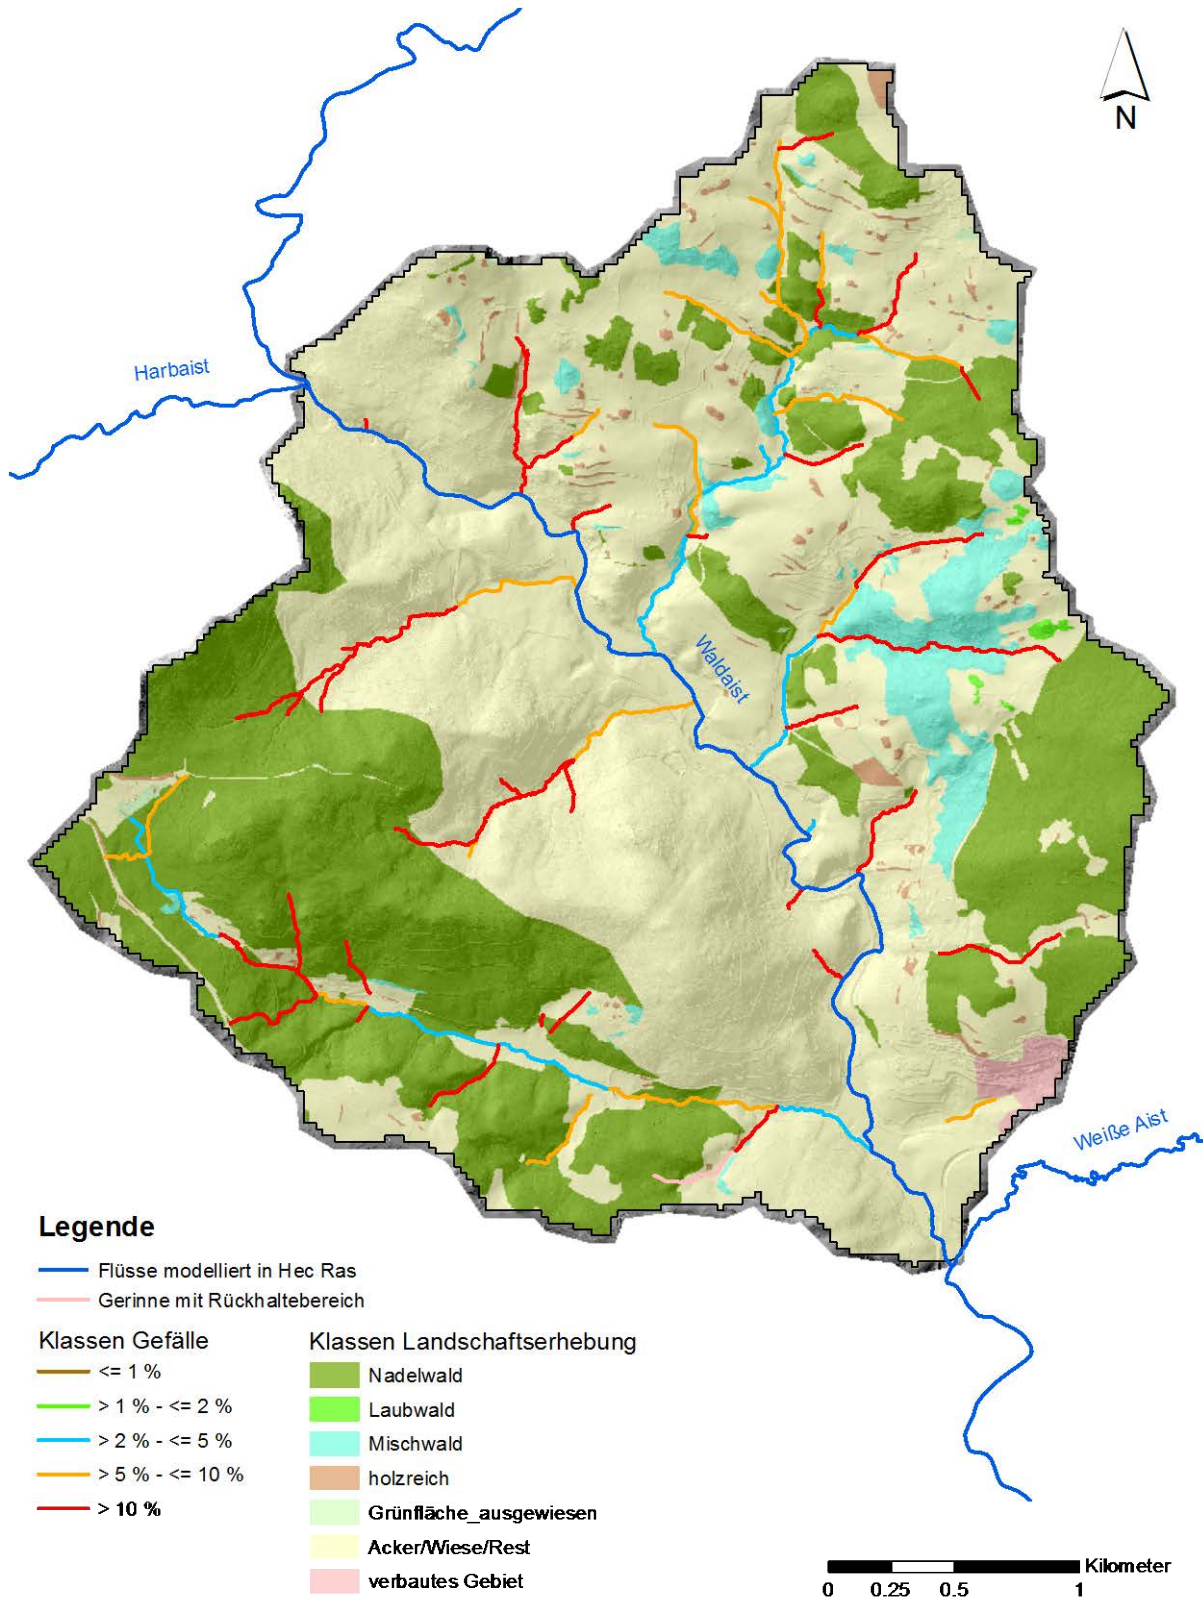 N
Harbaist
Waldaist
Weiße Aist
Legende
Flüsse modelliert in Hec Ras
Gerinne mit Rückhaltebereich
Klassen Gefälle
<= 1 %
> 1 % - <= 2 %
> 2 % - <= 5 %
> 5 % - <= 10 %
> 10 %
Klassen Landschaftserhebung
Nadelwald
Laubwald
Mischwald
holzreich
Grünfläche_ausgewiesen
Acker/Wiese/Rest
verbautes Gebiet
Kilometer
0 0.25 0.5 1